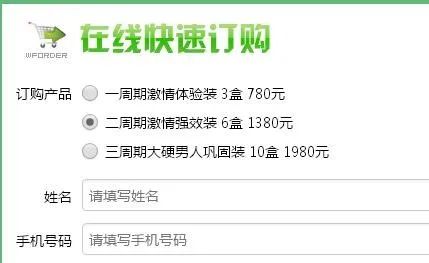 在线快速订购
WPORDER
订购产品
一周期激情体验装 3盒 780元
二周期激情强效装 6盒 1380元
三周期大硬男人巩固装 10盒 1980元
姓名
请填写姓名
手机号码
请填写手机号码